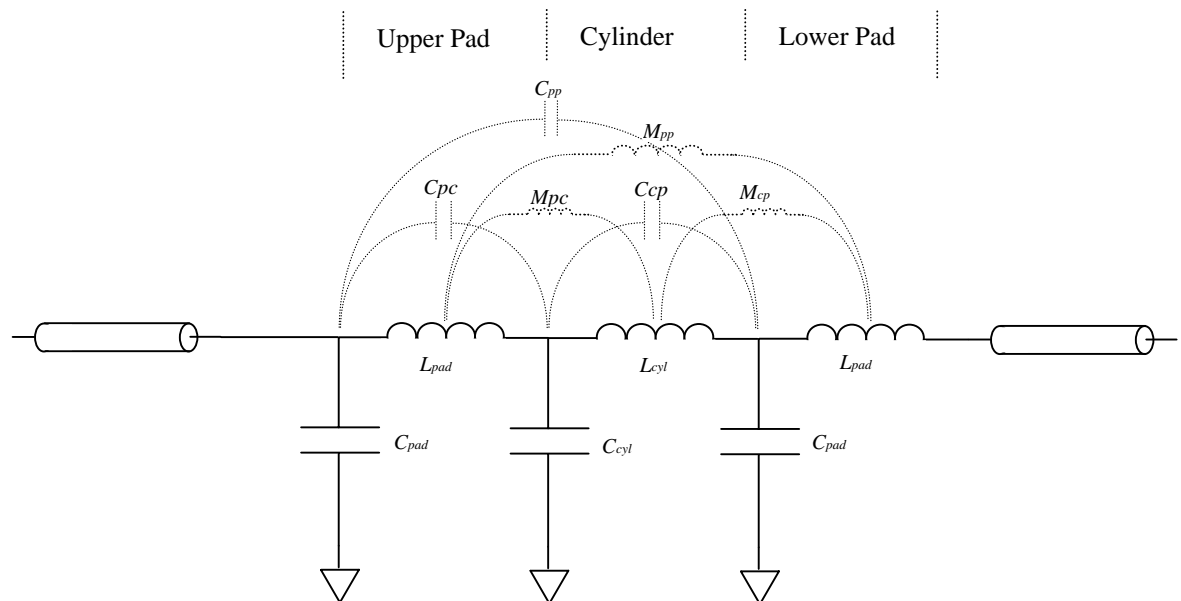 Upper Pad
Cylinder
Lower Pad
Cpp
Mpp
Cpc
Mpc
Ccp
Mcp
Lpad
Lcyl
Lpad
Cpad
Ccyl
Cpad